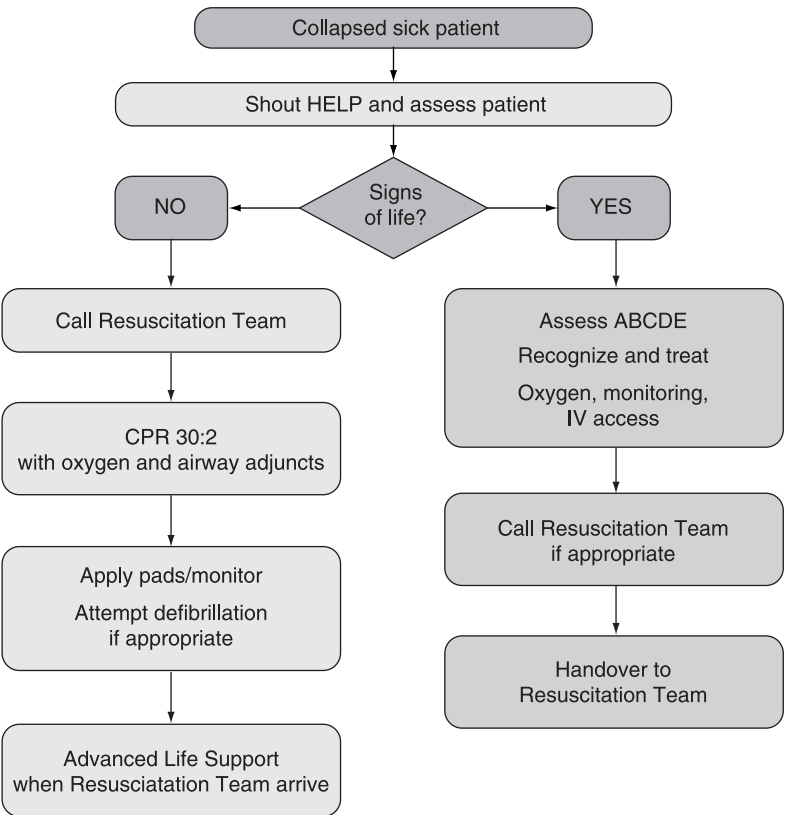 Collapsed sick patient
Shout HELP and assess patient
Signs
of life?
NO
YES
Call Resuscitation Team
CPR 30:2
with oxygen and airway adjuncts
Apply pads/monitor
Attempt defibrillation
if appropriate
Advanced Life Support
when Resusciatation Team arrive
Assess ABCDE
Recognize and treat
Oxygen, monitoring,
IV access
Call Resuscitation Team
if appropriate
Handover to
Resuscitation Team